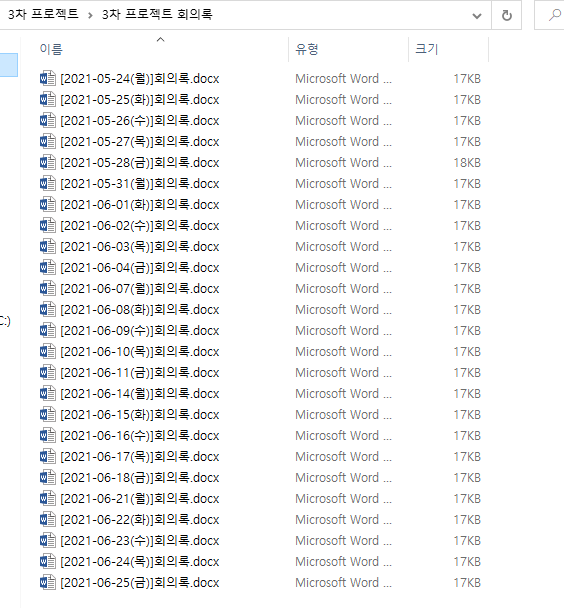 3차 프로젝트 > 3차 프로젝트 회의록
이름 유형 크기
[2021-05-24(월)]회의록.docx Microsoft Word ... 17KB
[2021-05-25(화)]회의록.docx Microsoft Word ... 17KB
[2021-05-26(수)]회의록.docx Microsoft Word ... 17KB
[2021-05-27(목)]회의록.docx Microsoft Word ... 17KB
[2021-05-28(금)]회의록.docx Microsoft Word ... 18KB
[2021-05-31(월)]회의록.docx Microsoft Word ... 17KB
[2021-06-01(화)]회의록.docx Microsoft Word ... 17KB
[2021-06-02(수)]회의록.docx Microsoft Word ... 17KB
[2021-06-03(목)]회의록.docx Microsoft Word ... 17KB
[2021-06-04(금)]회의록.docx Microsoft Word ... 17KB
[2021-06-07(월)]회의록.docx Microsoft Word ... 17KB
[2021-06-08(화)]회의록.docx Microsoft Word ... 17KB
C:)
[2021-06-09(수)]회의록.docx Microsoft Word ... 17KB
[2021-06-10(목)]회의록.docx Microsoft Word ... 17KB
[2021-06-11(금)]회의록.docx Microsoft Word ... 17KB
[2021-06-14(월)]회의록.docx Microsoft Word ... 17KB
[2021-06-15(화)]회의록.docx Microsoft Word ... 17KB
[2021-06-16(수)]회의록.docx Microsoft Word ... 17KB
[2021-06-17(목)]회의록.docx Microsoft Word ... 17KB
[2021-06-18(금)]회의록.docx Microsoft Word ... 17KB
[2021-06-21(월)]회의록.docx Microsoft Word ... 17KB
[2021-06-22(화)]회의록.docx Microsoft Word ... 17KB
[2021-06-23(수)]회의록.docx Microsoft Word ... 17KB
[2021-06-24(목)]회의록.docx Microsoft Word ... 17KB
[2021-06-25(금)]회의록.docx Microsoft Word ... 17KB